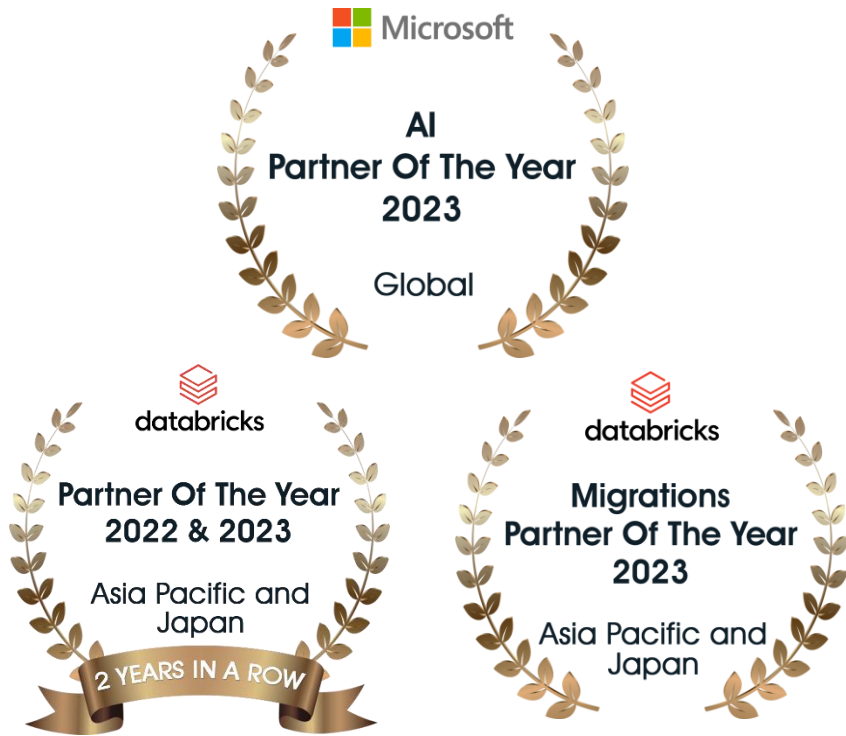 Microsoft
AI
Partner Of The Year
2023
Global
databricks
Partner Of The Year
2022 & 2023
Asia Pacific and
Japan
2 YEARS IN A ROW
databricks
Migrations
Partner Of The Year
2023
Asia Pacific and
Japan